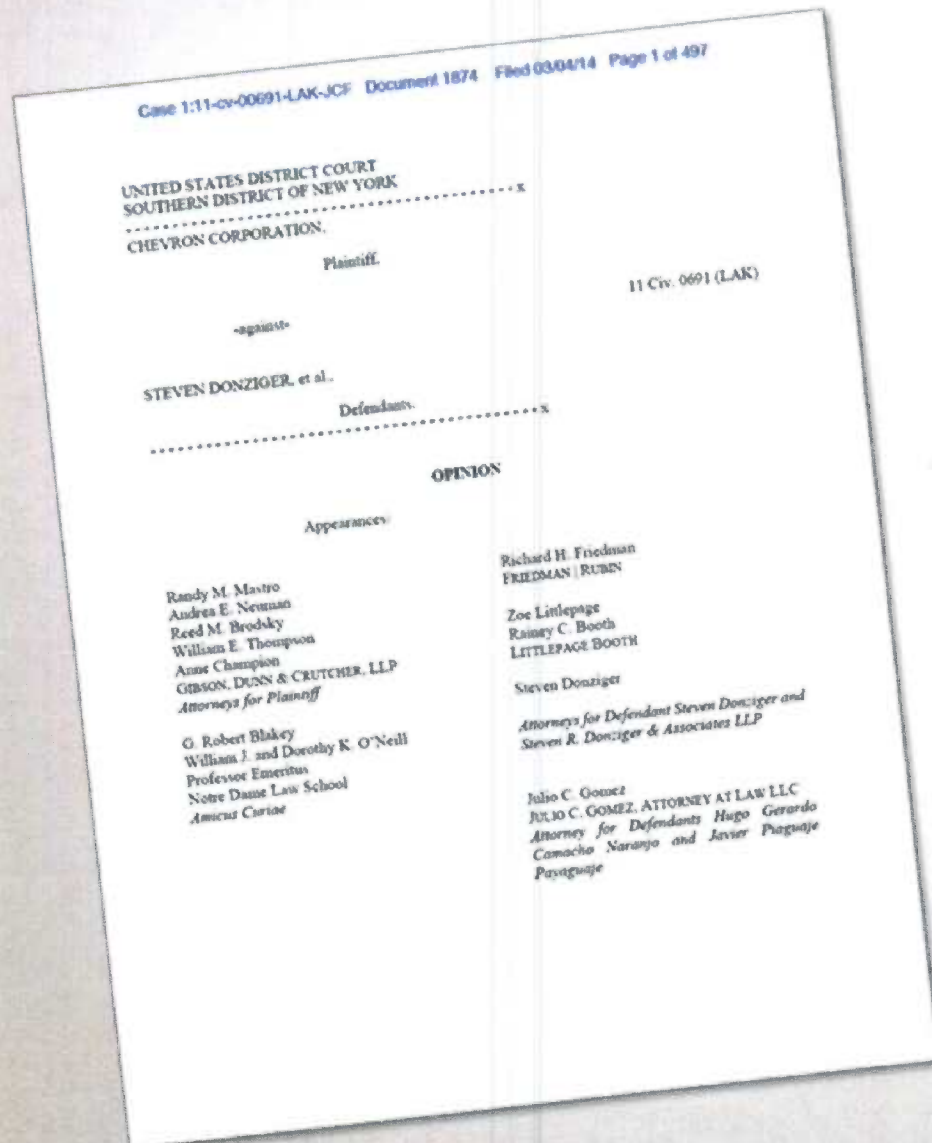 Case 1:11-cv-00691-LAK-JCF Document 1874 Filed 03/04/14 Page 1 of 497
UNITED STATES DISTRICT COURT
SOUTHERN DISTRICT OF NEW YORK
- - - - - - - - - - - - - - - - - - - - - - - - - - - - - - - - - - - - - - - - x
CHEVRON CORPORATION,
Plaintiff,
-against-
11 Civ. 0691 (LAK)
STEVEN DONZIGER, et al.,
Defendants.
- - - - - - - - - - - - - - - - - - - - - - - - - - - - - - - - - - - - - - - - x
OPINION
Appearances:
Randy M. Mastro
Andrea E. Neuman
Reed M. Brodsky
William E. Thompson
Anne Champion
GIBSON, DUNN & CRUTCHER, LLP
Attorneys for Plaintiff
G. Robert Blakey
William J. and Dorothy K. O'Neill
Professor Emeritus
Notre Dame Law School
Amicus Curiae
Richard H. Friedman
FRIEDMAN | RUBIN
Zoe Littlepage
Rainey C. Booth
LITTLEPAGE BOOTH
Steven Donziger
Attorneys for Defendant Steven Donziger and
Steven R. Donziger & Associates LLP
Julio C. Gomez
JULIO C. GOMEZ, ATTORNEY AT LAW LLC
Attorney for Defendants Hugo Gerardo
Camacho Naranjo and Javier Piaguaje
Payaguaje